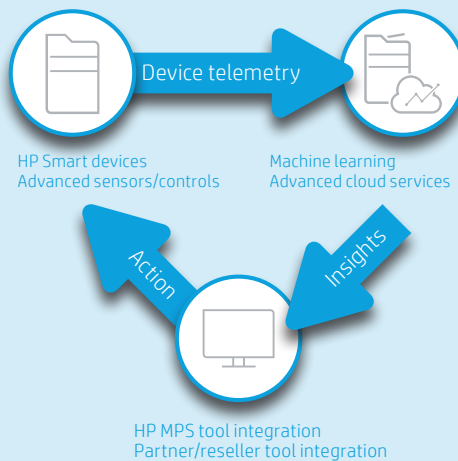 Device telemetry
HP Smart devices
Advanced sensors/controls
Machine learning
Advanced cloud services
Insights
Action
HP MPS tool integration
Partner/reseller tool integration